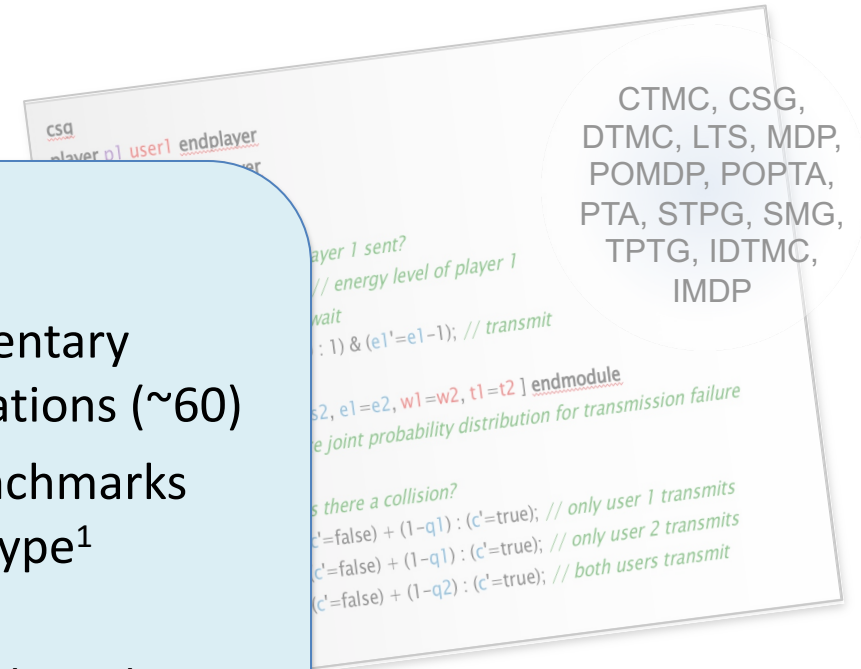 csg
player p1 user1 endplayer
CTMC, CSG,
DTMC, LTS, MDP,
POMDP, POPTA,
PTA, STPG, SMG,
TPTG, IDTMC,
IMDP
ayer 1 sent?
// energy level of player 1
wait
: 1) & (e1'=e1-1); // transmit
s2, e1=e2, w1=w2, t1=t2 ] endmodule
e joint probability distribution for transmission failure
s there a collision?
c'=false) + (1-q1) : (c'=true); // only user 1 transmits
(c'=false) + (1-q1) : (c'=true); // only user 2 transmits
(c'=false) + (1-q2) : (c'=true); // both users transmit
entary
ations (~60)
nchmarks
ype¹